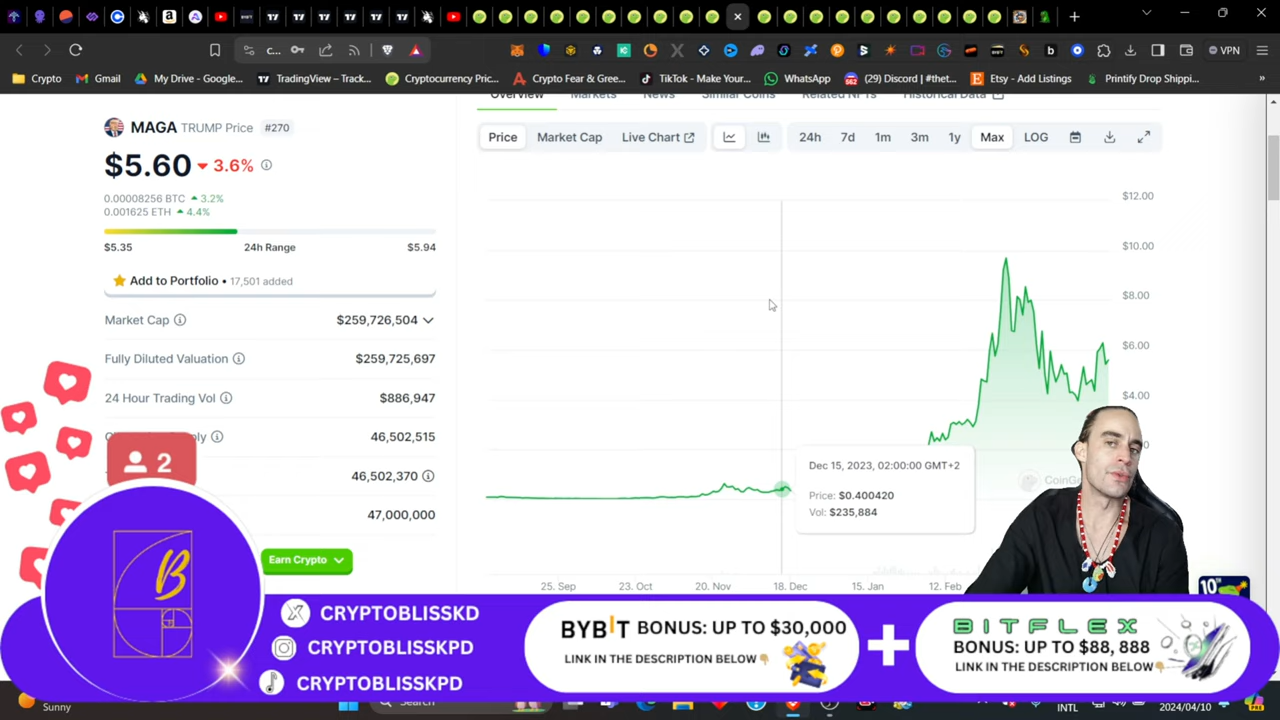 C...
VPN
Crypto
Gmail
My Drive - Google...
TradingView – Track...
Cryptocurrency Pric...
Crypto Fear & Gree...
TikTok - Make Your...
WhatsApp
(29) Discord | #thet...
Etsy - Add Listings
Printify Drop Shippi...
Overview
Markets
News
Similar Coins
Related NFTs
Historical Data
MAGA TRUMP Price #270
Price
Market Cap
Live Chart
24h
7d
1m
3m
1y
Max
LOG
$5.60 3.6%
0.00008256 BTC 3.2%
0.001625 ETH 4.4%
$5.35
24h Range
$5.94
Add to Portfolio • 17,501 added
Market Cap
$259,726,504
Fully Diluted Valuation
$259,725,697
24 Hour Trading Vol
$886,947
46,502,515
46,502,370
47,000,000
2
Earn Crypto
$12.00
$10.00
$8.00
$6.00
$4.00
Dec 15, 2023, 02:00:00 GMT+2
Price: $0.400420
Vol: $235,884
25. Sep
23. Oct
20. Nov
18. Dec
15. Jan
12. Feb
B
CRYPTOBLISSKD
CRYPTOBLISSKPD
CRYPTOBLISSKPD
BYBIT BONUS: UP TO $30,000
LINK IN THE DESCRIPTION BELOW
+
BITFLEX
BONUS: UP TO $88, 888
LINK IN THE DESCRIPTION BELOW
Sunny
Search
INTL
2024/04/10